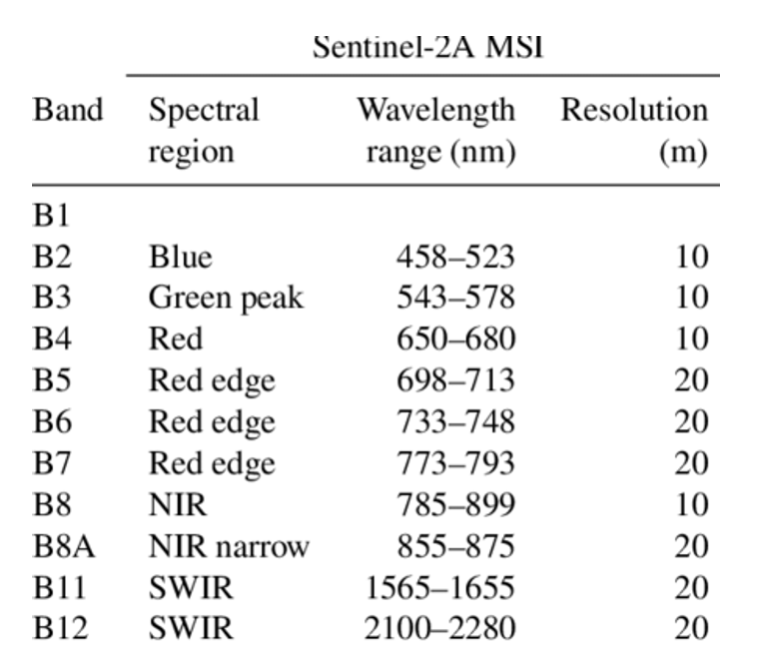 Sentinel-2A MSI
Band Spectral region Wavelength range (nm) Resolution (m)
B1
B2 Blue 458–523 10
B3 Green peak 543–578 10
B4 Red 650–680 10
B5 Red edge 698–713 20
B6 Red edge 733–748 20
B7 Red edge 773–793 20
B8 NIR 785–899 10
B8A NIR narrow 855–875 20
B11 SWIR 1565–1655 20
B12 SWIR 2100–2280 20